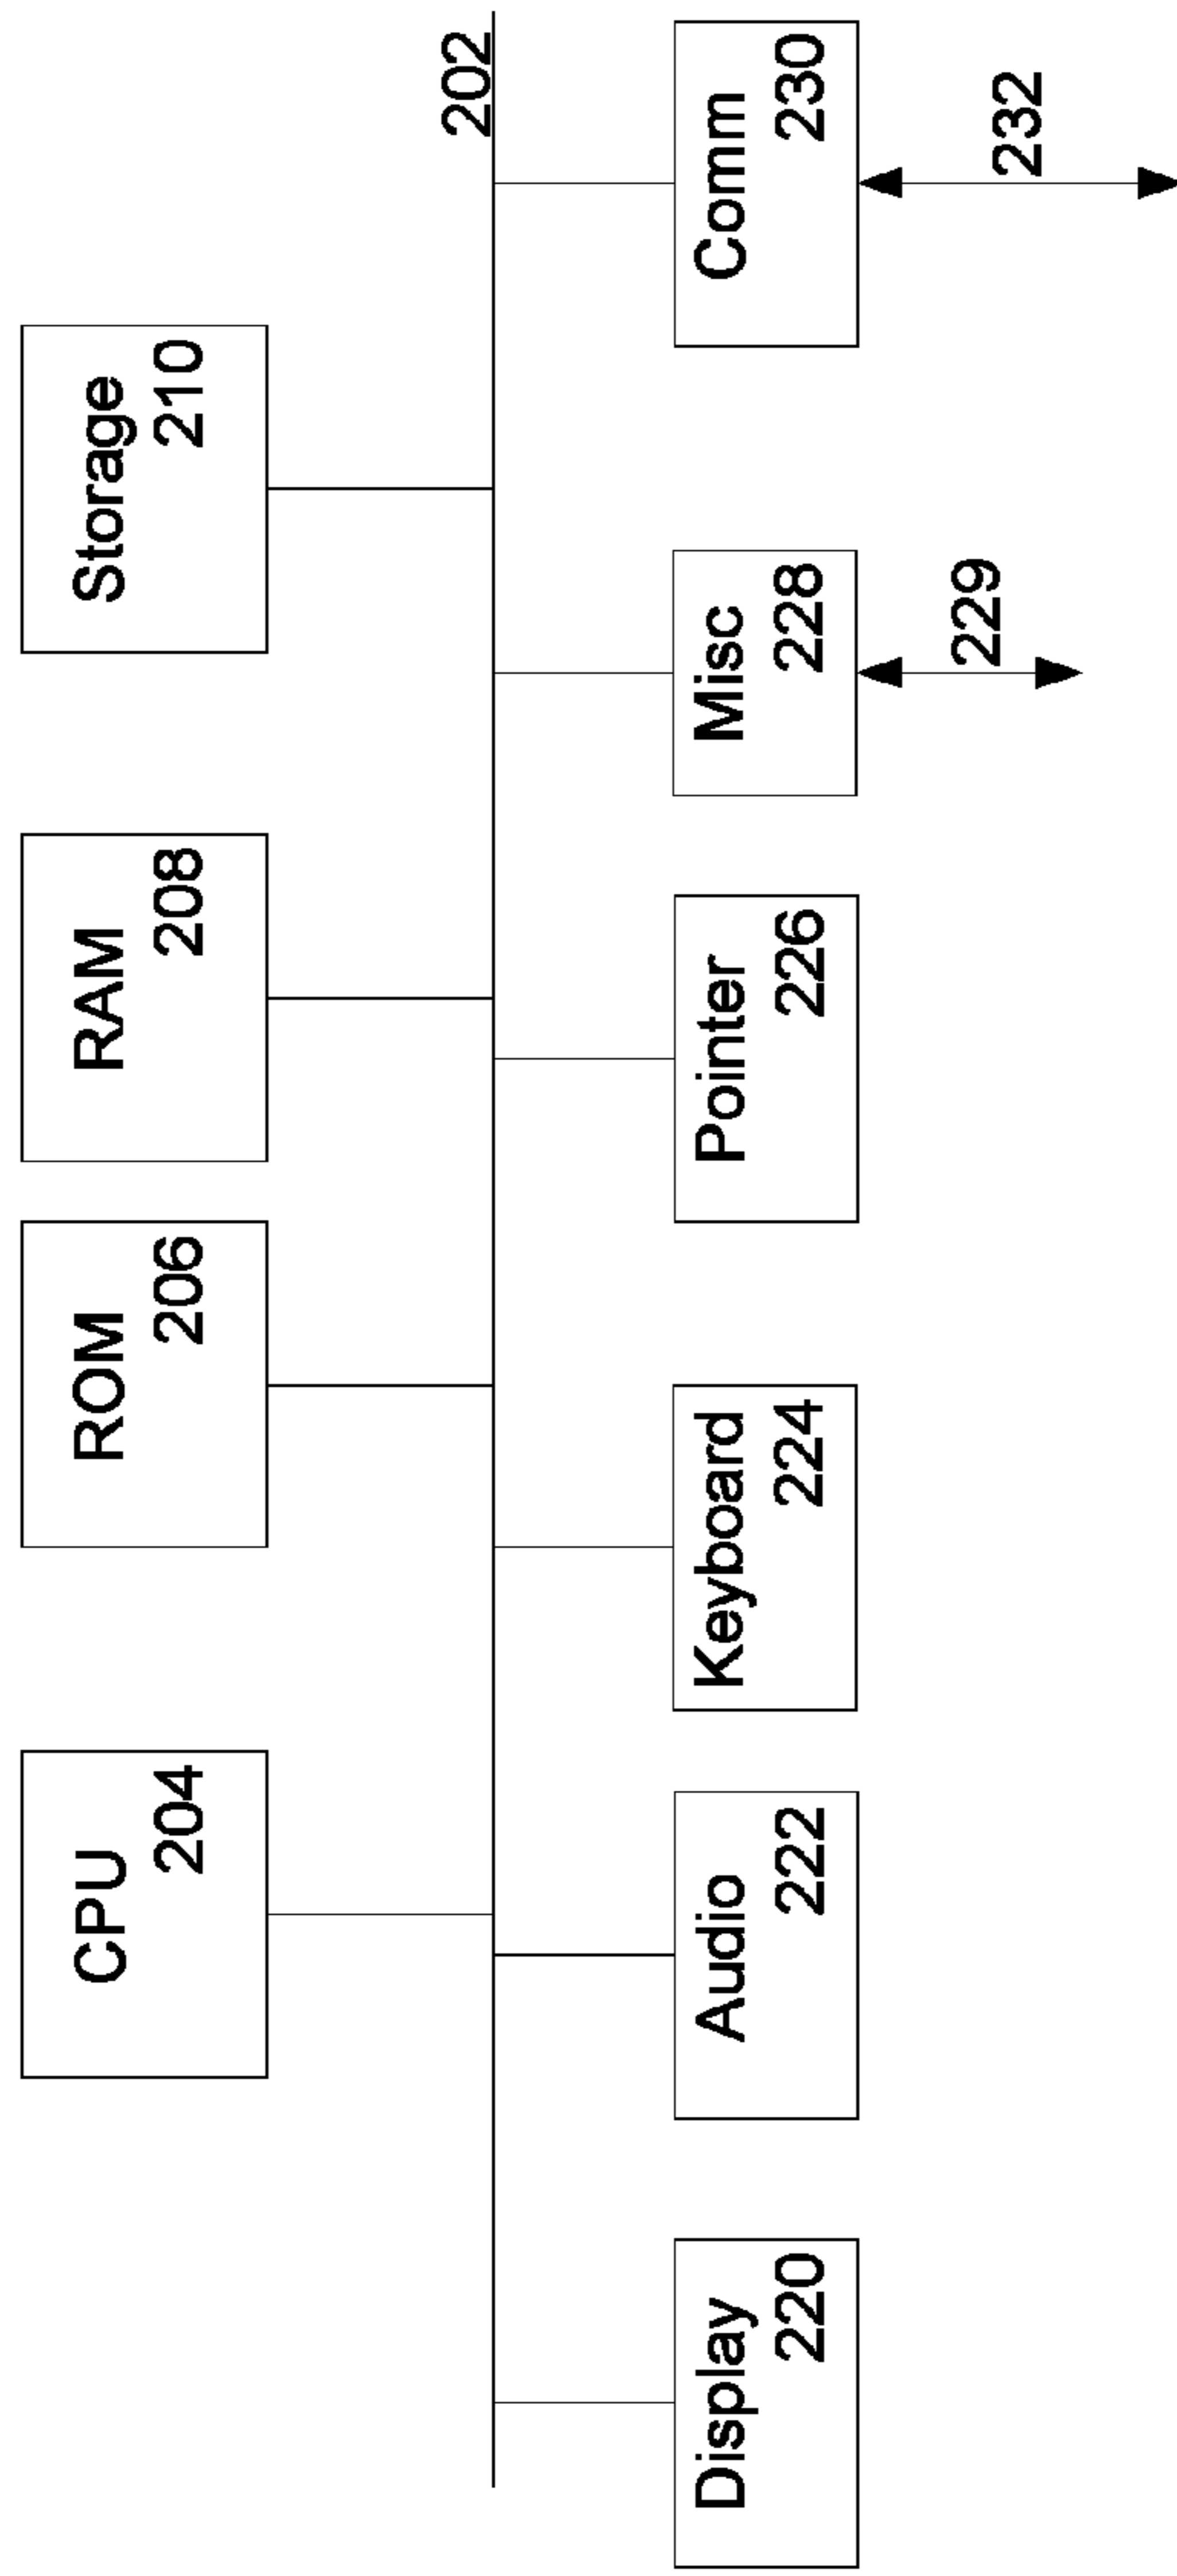 CPU
204
ROM
206
RAM
208
Storage
210
202
Display
220
Audio
222
Keyboard
224
Pointer
226
Misc
228
Comm
230
229
232